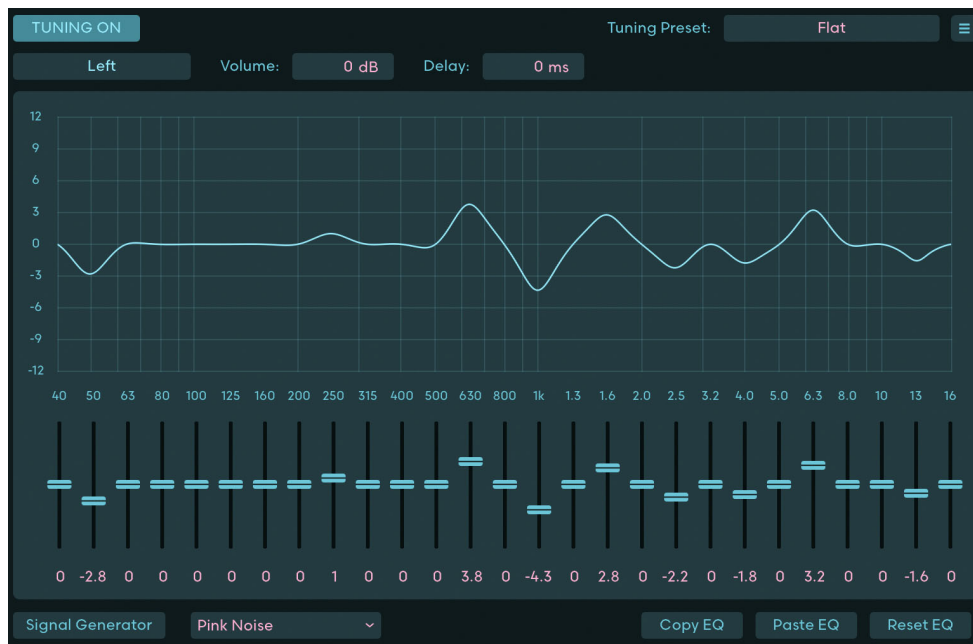 TUNING ON Tuning Preset: Flat
Left Volume: 0 dB Delay: 0 ms
12
9
6
3
0
-3
-6
-9
-12
40 50 63 80 100 125 160 200 250 315 400 500 630 800 1k 1.3 1.6 2.0 2.5 3.2 4.0 5.0 6.3 8.0 10 13 16
0 -2.8 0 0 0 0 0 0 1 0 0 0 3.8 0 -4.3 0 2.8 0 -2.2 0 -1.8 0 3.2 0 0 -1.6 0
Signal Generator Pink Noise Copy EQ Paste EQ Reset EQ